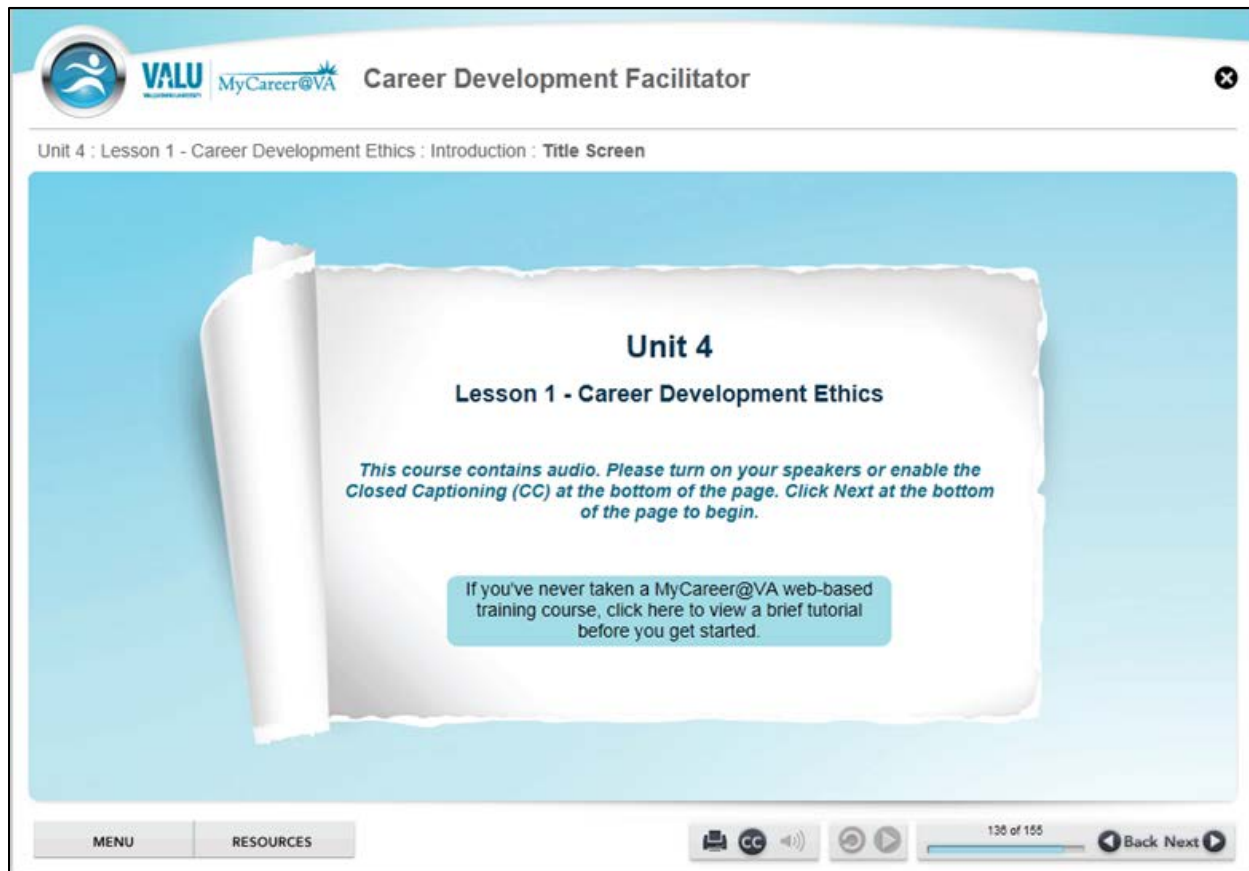 VALU
MyCareer@VA
Career Development Facilitator
Unit 4 : Lesson 1 - Career Development Ethics : Introduction : Title Screen
Unit 4
Lesson 1 - Career Development Ethics
This course contains audio. Please turn on your speakers or enable the
Closed Captioning (CC) at the bottom of the page. Click Next at the bottom
of the page to begin.
If you've never taken a MyCareer@VA web-based
training course, click here to view a brief tutorial
before you get started.
MENU
RESOURCES
CC
136 of 155
Back Next